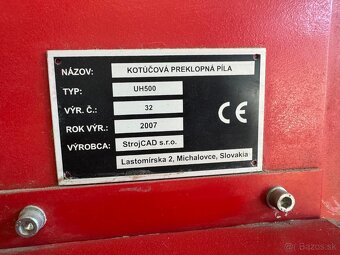 NÁZOV: KOTÚČOVÁ PREKLOPNÁ PÍLA
TYP: UH500
VÝR. Č.: 32
ROK VÝR.: 2007
VÝROBCA: StrojCAD s.r.o.
Lastomírska 2, Michalovce, Slovakia
CE
bazos.sk